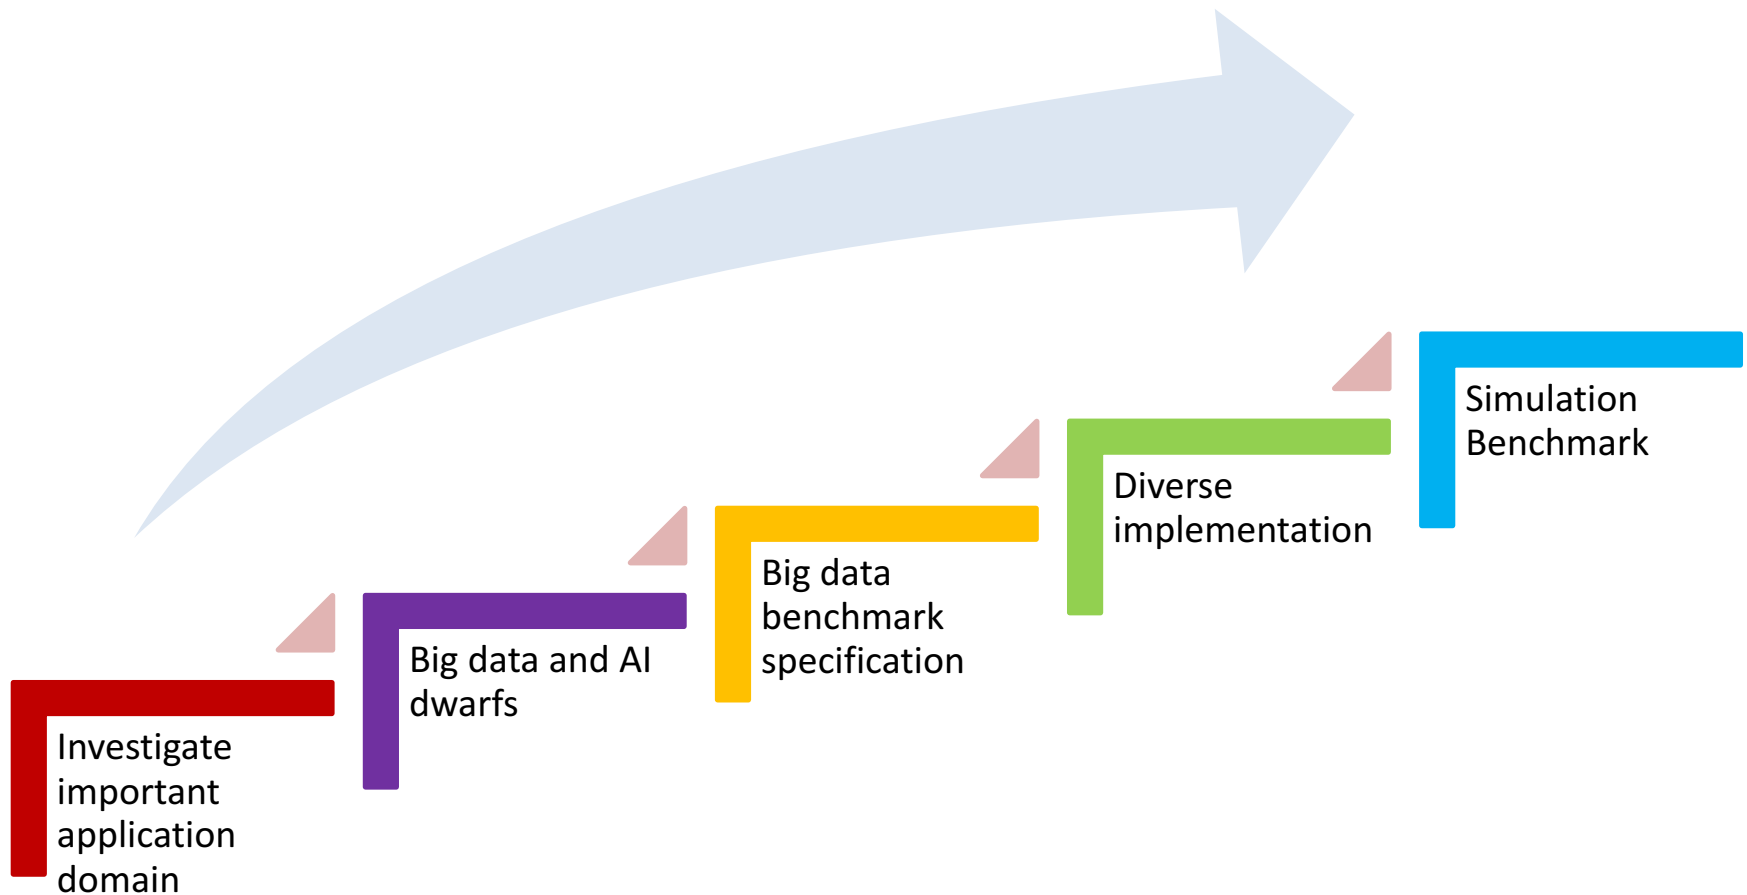 Investigate
important
application
domain
Big data and AI
dwarfs
Big data
benchmark
specification
Diverse
implementation
Simulation
Benchmark